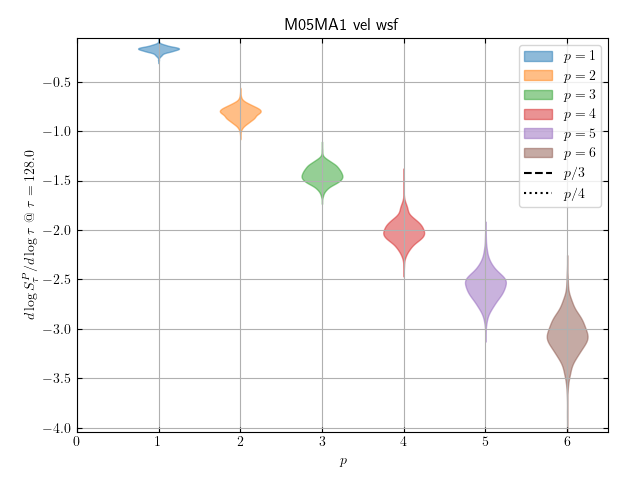 M05MA1 vel wsf
d log S_τ^P / d log τ @ τ = 128.0
−0.5
−1.0
−1.5
−2.0
−2.5
−3.0
−3.5
−4.0
p = 1
p = 2
p = 3
p = 4
p = 5
p = 6
p/3
p/4
0 1 2 3 4 5 6
p